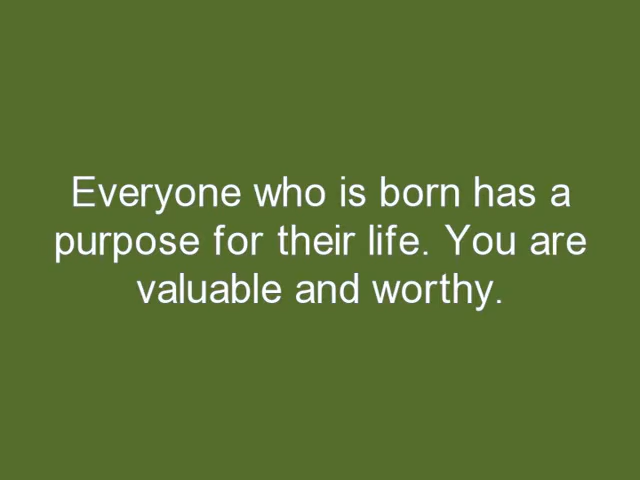 Everyone who is born has a
purpose for their life. You are
valuable and worthy.